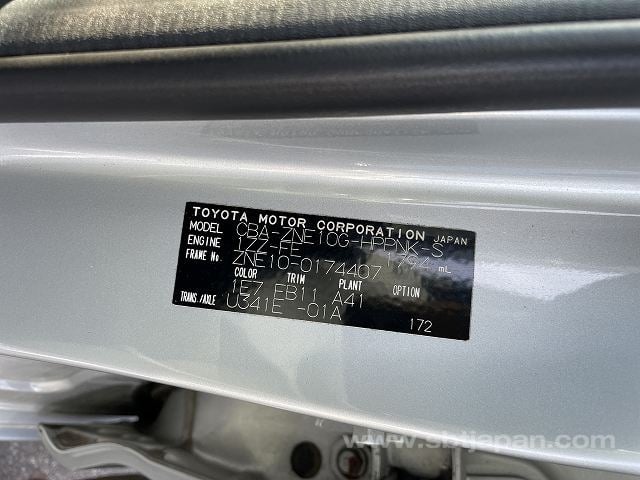 TOYOTA MOTOR CORPORATION JAPAN
MODEL CBA-ZNE10G-HPPNK-S
ENGINE 1ZZ-FE 1794 mL
FRAME No. ZNE10-0174407
COLOR TRIM PLANT OPTION
1E7 EB11 A41
TRANS./AXLE U341E -01A
172
www.sbtjapan.com